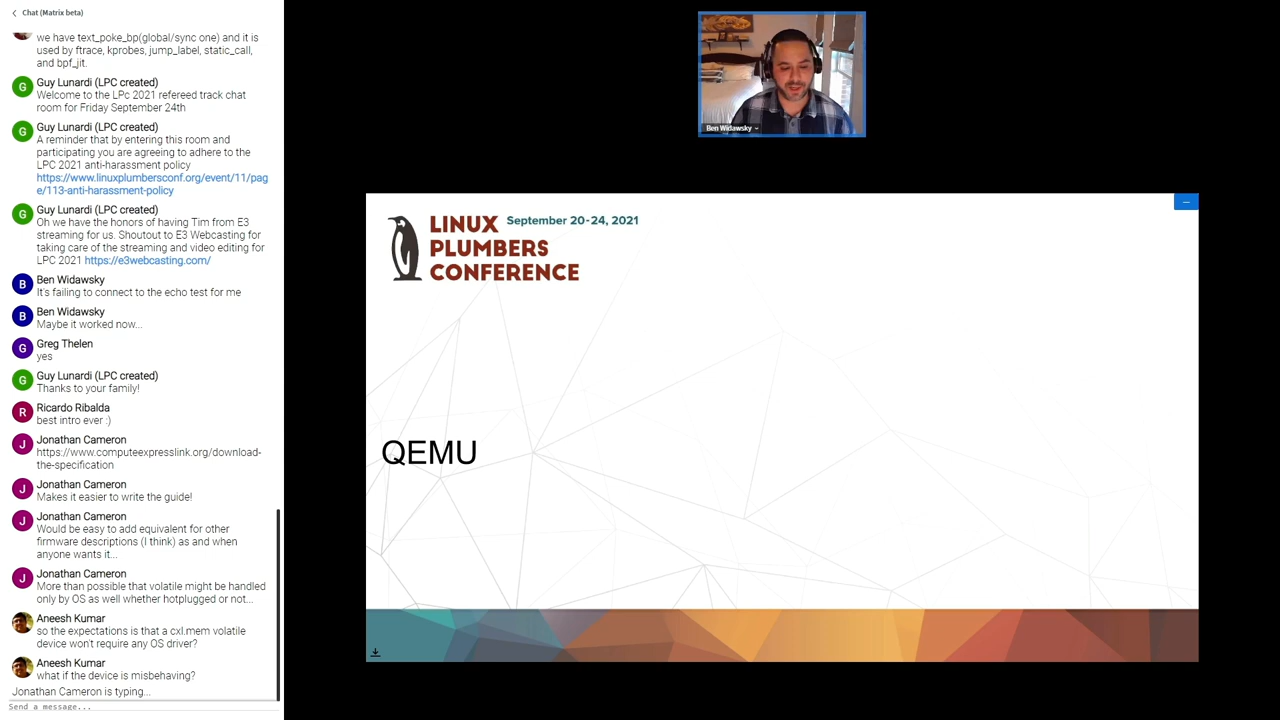 Chat (Matrix beta)
we have text_poke_bp(global/sync one) and it is
used by ftrace, kprobes, jump_label, static_call,
and bpf_jit.
G
Guy Lunardi (LPC created)
Welcome to the LPc 2021 refereed track chat
room for Friday September 24th
G
Guy Lunardi (LPC created)
A reminder that by entering this room and
participating you are agreeing to adhere to the
LPC 2021 anti-harassment policy
https://www.linuxplumbersconf.org/event/11/pag
e/113-anti-harassment-policy
G
Guy Lunardi (LPC created)
Oh we have the honors of having Tim from E3
streaming for us. Shoutout to E3 Webcasting for
taking care of the streaming and video editing for
LPC 2021 https://e3webcasting.com/
B
Ben Widawsky
It's failing to connect to the echo test for me
B
Ben Widawsky
Maybe it worked now...
G
Greg Thelen
yes
G
Guy Lunardi (LPC created)
Thanks to your family!
R
Ricardo Ribalda
best intro ever :)
J
Jonathan Cameron
https://www.computeexpresslink.org/download-
the-specification
J
Jonathan Cameron
Makes it easier to write the guide!
J
Jonathan Cameron
Would be easy to add equivalent for other
firmware descriptions (I think) as and when
anyone wants it...
J
Jonathan Cameron
More than possible that volatile might be handled
only by OS as well whether hotplugged or not...
Aneesh Kumar
so the expectations is that a cxl.mem volatile
device won't require any OS driver?
Aneesh Kumar
what if the device is misbehaving?
Jonathan Cameron is typing...
Send a message...
Ben Widawsky
LINUX
PLUMBERS
CONFERENCE
September 20-24, 2021
QEMU